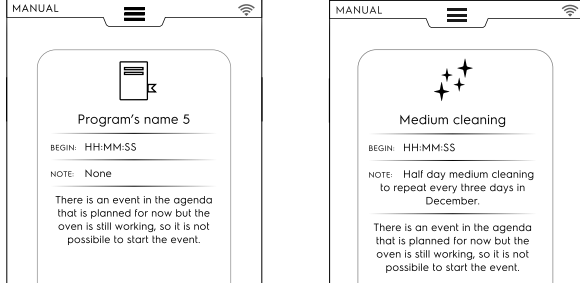 MANUAL
Program's name 5
BEGIN: HH:MM:SS
NOTE: None
There is an event in the agenda
that is planned for now but the
oven is still working, so it is not
possibile to start the event.
MANUAL
Medium cleaning
BEGIN: HH:MM:SS
NOTE: Half day medium cleaning
to repeat every three days in
December.
There is an event in the agenda
that is planned for now but the
oven is still working, so it is not
possibile to start the event.